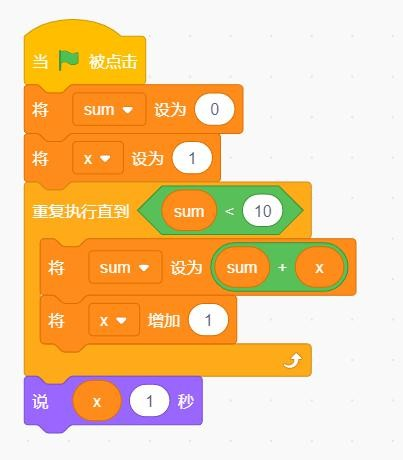 当 被点击
将 sum 设为 0
将 x 设为 1
重复执行直到 sum < 10
将 sum 设为 sum + x
将 x 增加 1
说 x 1 秒